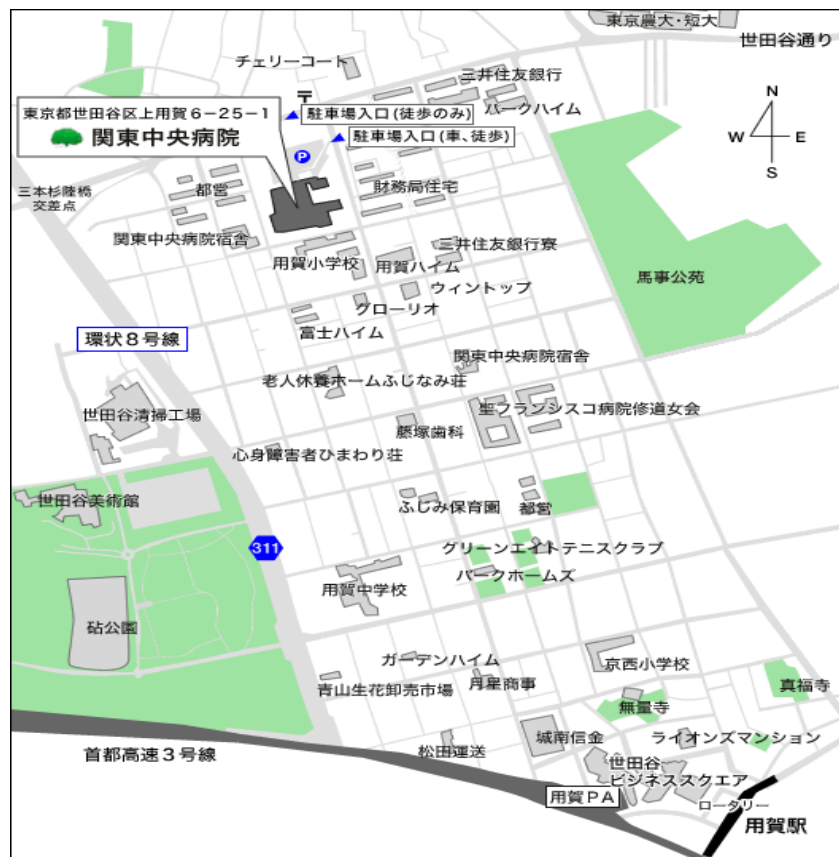 東京農大・短大
世田谷通り
チェリーコート
三井住友銀行
〒
パークハイム
東京都世田谷区上用賀6-25-1
関東中央病院
駐車場入口(徒歩のみ)
駐車場入口(車、徒歩)
N
W
E
S
P
三本杉陸橋
交差点
都営
財務局住宅
関東中央病院宿舎
用賀小学校
用賀ハイム
三井住友銀行寮
馬事公苑
ウィントップ
グローリオ
富士ハイム
環状8号線
関東中央病院宿舎
老人休養ホームふじなみ荘
世田谷清掃工場
聖フランシスコ病院修道女会
藤塚歯科
心身障害者ひまわり荘
世田谷美術館
ふじみ保育園
都営
311
グリーンエイトテニスクラブ
用賀中学校
パークホームズ
砧公園
ガーデンハイム
京西小学校
青山生花卸売市場
月星商事
真福寺
無量寺
首都高速3号線
松田運送
城南信金
ライオンズマンション
世田谷
ビジネススクエア
用賀PA
ロータリー
用賀駅